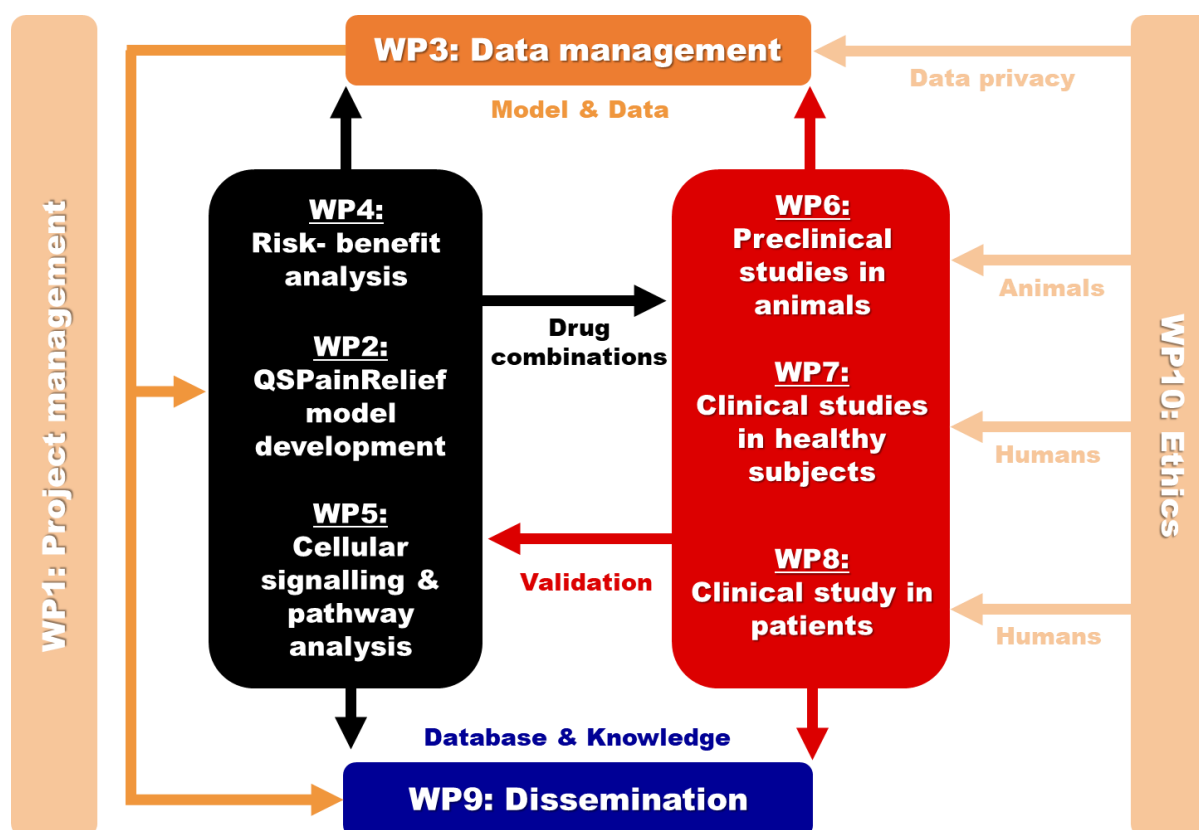 WP1: Project management
WP3: Data management
Data privacy
Model & Data
WP4:
Risk- benefit
analysis
WP2:
QSPainRelief
model
development
WP5:
Cellular
signalling &
pathway
analysis
Drug
combinations
Validation
WP6:
Preclinical
studies in
animals
WP7:
Clinical studies
in healthy
subjects
WP8:
Clinical study in
patients
Animals
Humans
Humans
WP10: Ethics
Database & Knowledge
WP9: Dissemination